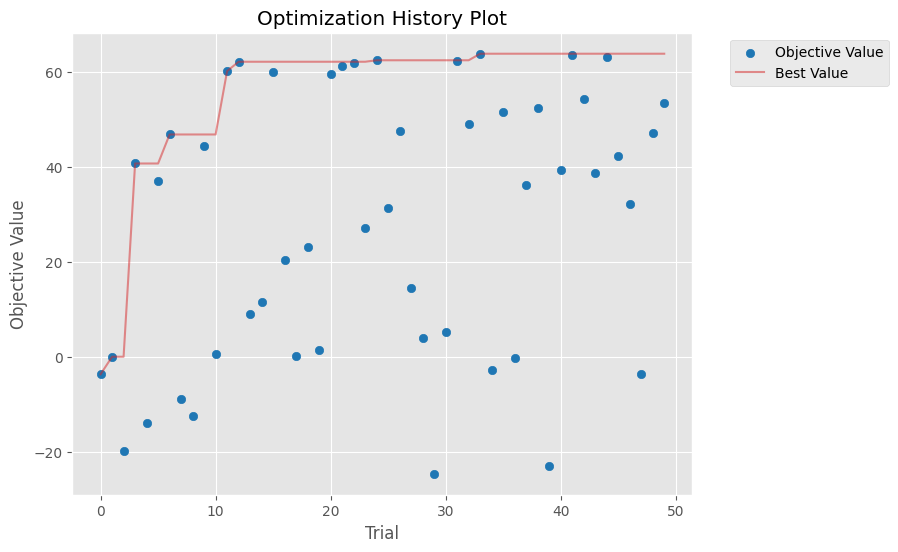 Optimization History Plot
Objective Value
Best Value
Objective Value
60
40
20
0
−20
0 10 20 30 40 50
Trial